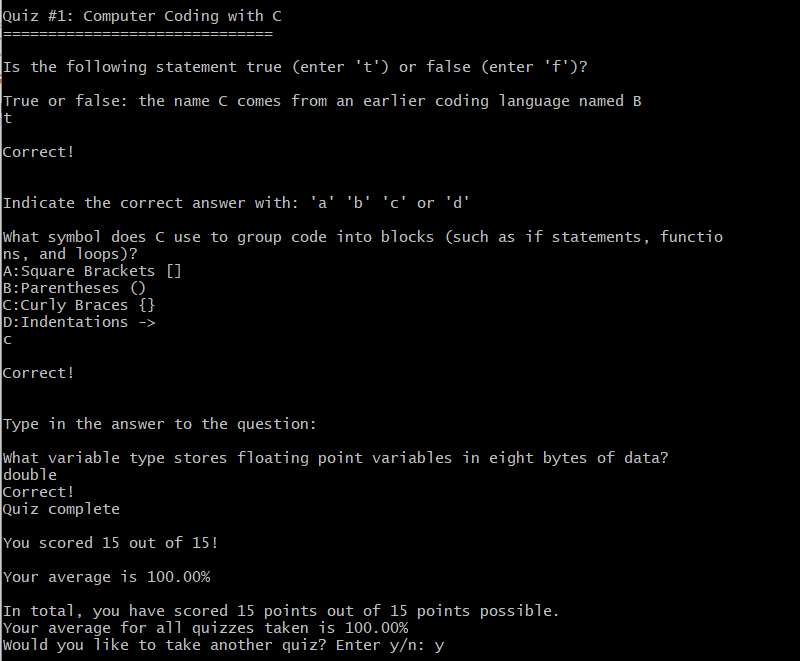 Quiz #1: Computer Coding with C
==============================
Is the following statement true (enter 't') or false (enter 'f')?
True or false: the name C comes from an earlier coding language named B
t
Correct!
Indicate the correct answer with: 'a' 'b' 'c' or 'd'
What symbol does C use to group code into blocks (such as if statements, functio
ns, and loops)?
A:Square Brackets []
B:Parentheses ()
C:Curly Braces {}
D:Indentations ->
c
Correct!
Type in the answer to the question:
What variable type stores floating point variables in eight bytes of data?
double
Correct!
Quiz complete
You scored 15 out of 15!
Your average is 100.00%
In total, you have scored 15 points out of 15 points possible.
Your average for all quizzes taken is 100.00%
Would you like to take another quiz? Enter y/n: y